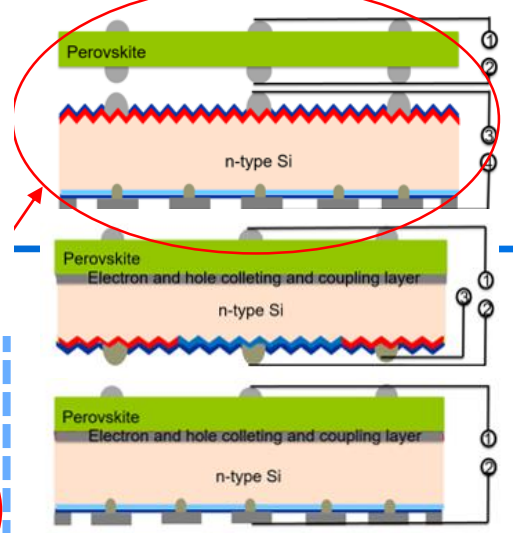 Perovskite
①
②
③
④
n-type Si
Perovskite
Electron and hole colleting and coupling layer
①
③
②
n-type Si
Perovskite
Electron and hole colleting and coupling layer
①
②
n-type Si